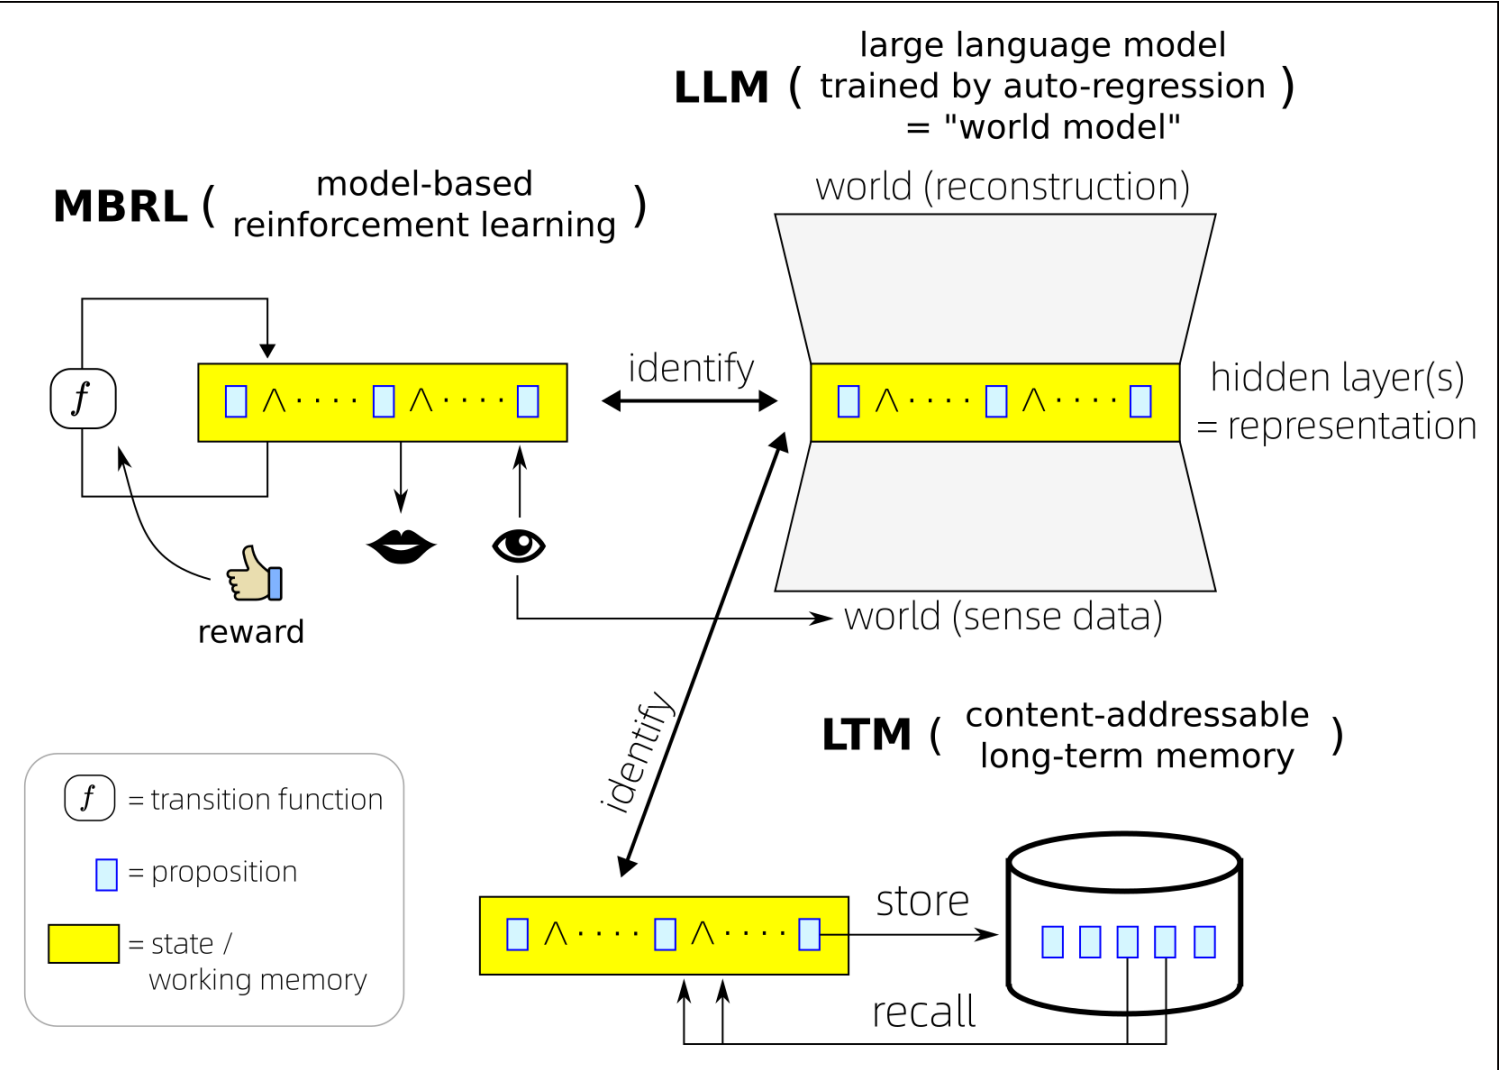 large language model
LLM ( trained by auto-regression )
= "world model"
model-based
MBRL ( reinforcement learning )
world (reconstruction)
f
∧ · · · · ∧ · · · ·
identify
∧ · · · · ∧ · · · ·
hidden layer(s)
= representation
reward
world (sense data)
identify
content-addressable
LTM ( long-term memory )
f = transition function
= proposition
= state /
working memory
∧ · · · · ∧ · · · ·
store
recall